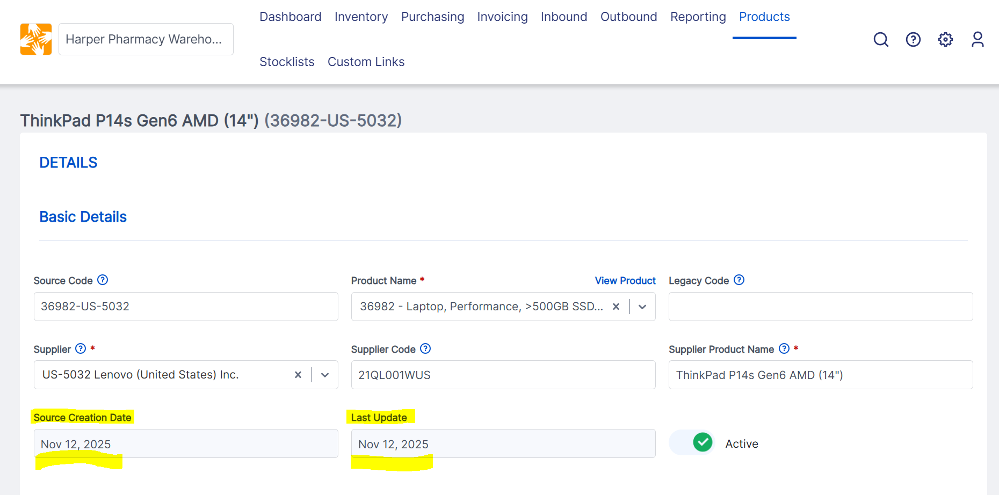 Harper Pharmacy Wareho...
Dashboard Inventory Purchasing Invoicing Inbound Outbound Reporting Products
Stocklists Custom Links
ThinkPad P14s Gen6 AMD (14") (36982-US-5032)
DETAILS
Basic Details
Source Code
36982-US-5032
Product Name * View Product
36982 - Laptop, Performance, >500GB SSD...
Legacy Code
Supplier *
US-5032 Lenovo (United States) Inc.
Supplier Code
21QL001WUS
Supplier Product Name *
ThinkPad P14s Gen6 AMD (14")
Source Creation Date
Nov 12, 2025
Last Update
Nov 12, 2025
Active